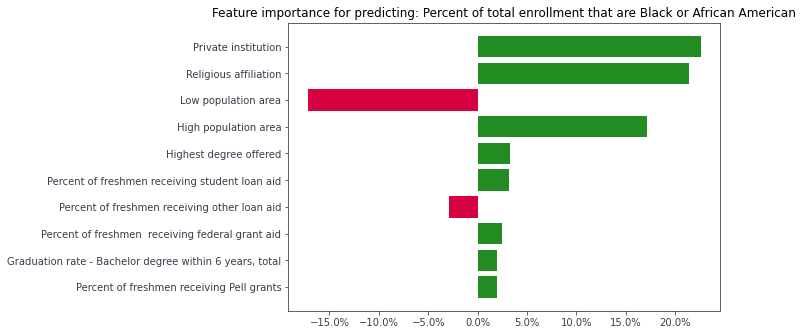 Feature importance for predicting: Percent of total enrollment that are Black or African American
Private institution
Religious affiliation
Low population area
High population area
Highest degree offered
Percent of freshmen receiving student loan aid
Percent of freshmen receiving other loan aid
Percent of freshmen  receiving federal grant aid
Graduation rate - Bachelor degree within 6 years, total
Percent of freshmen receiving Pell grants
−15.0% −10.0% −5.0% 0.0% 5.0% 10.0% 15.0% 20.0%